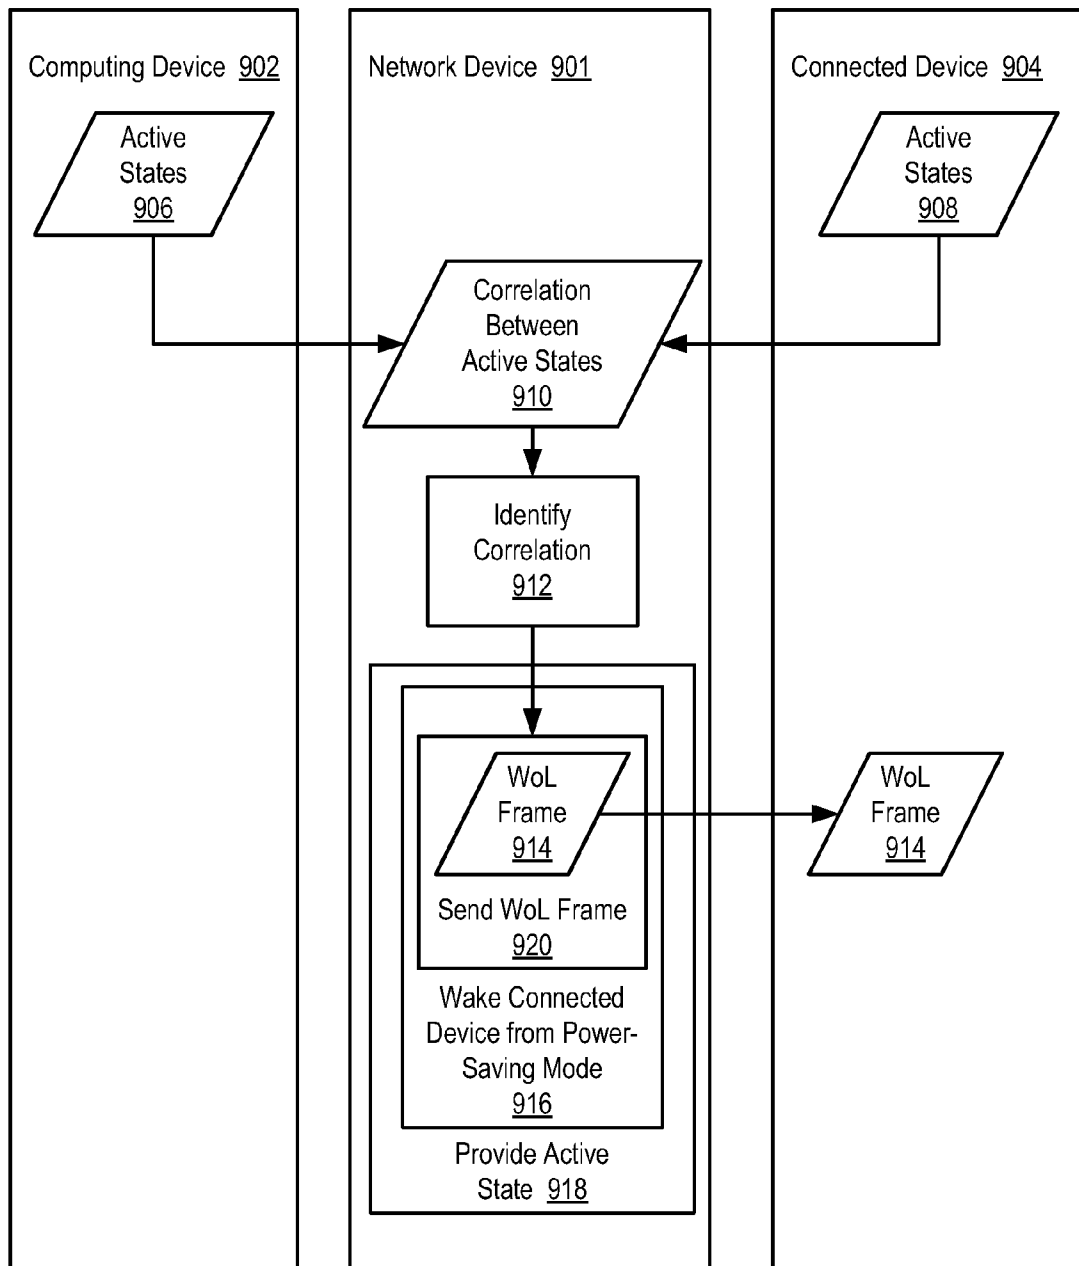 Computing Device 902
Network Device 901
Connected Device 904
Active
States
906
Active
States
908
Correlation
Between
Active States
910
Identify
Correlation
912
WoL
Frame
914
WoL
Frame
914
Send WoL Frame
920
Wake Connected
Device from Power-
Saving Mode
916
Provide Active
State 918